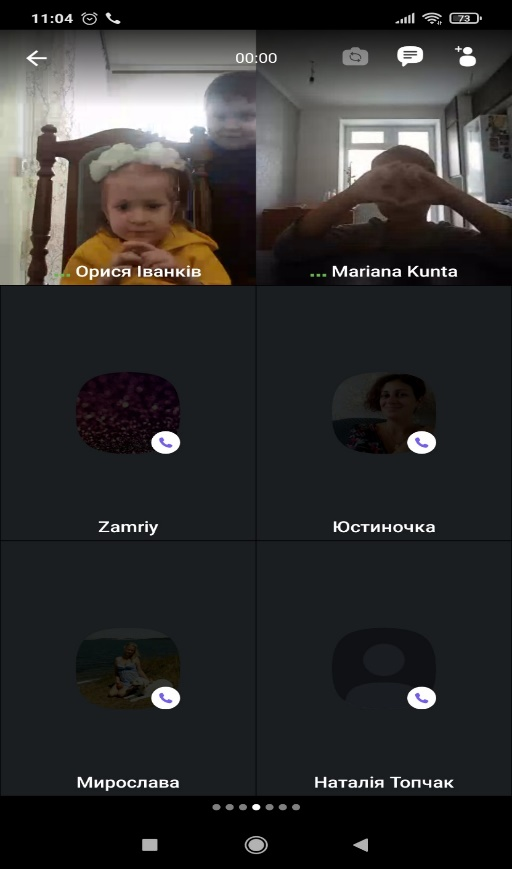 11:04
73
00:00
Орися Іванків
Mariana Kunta
Zamriy
Юстиночка
Мирослава
Наталія Топчак